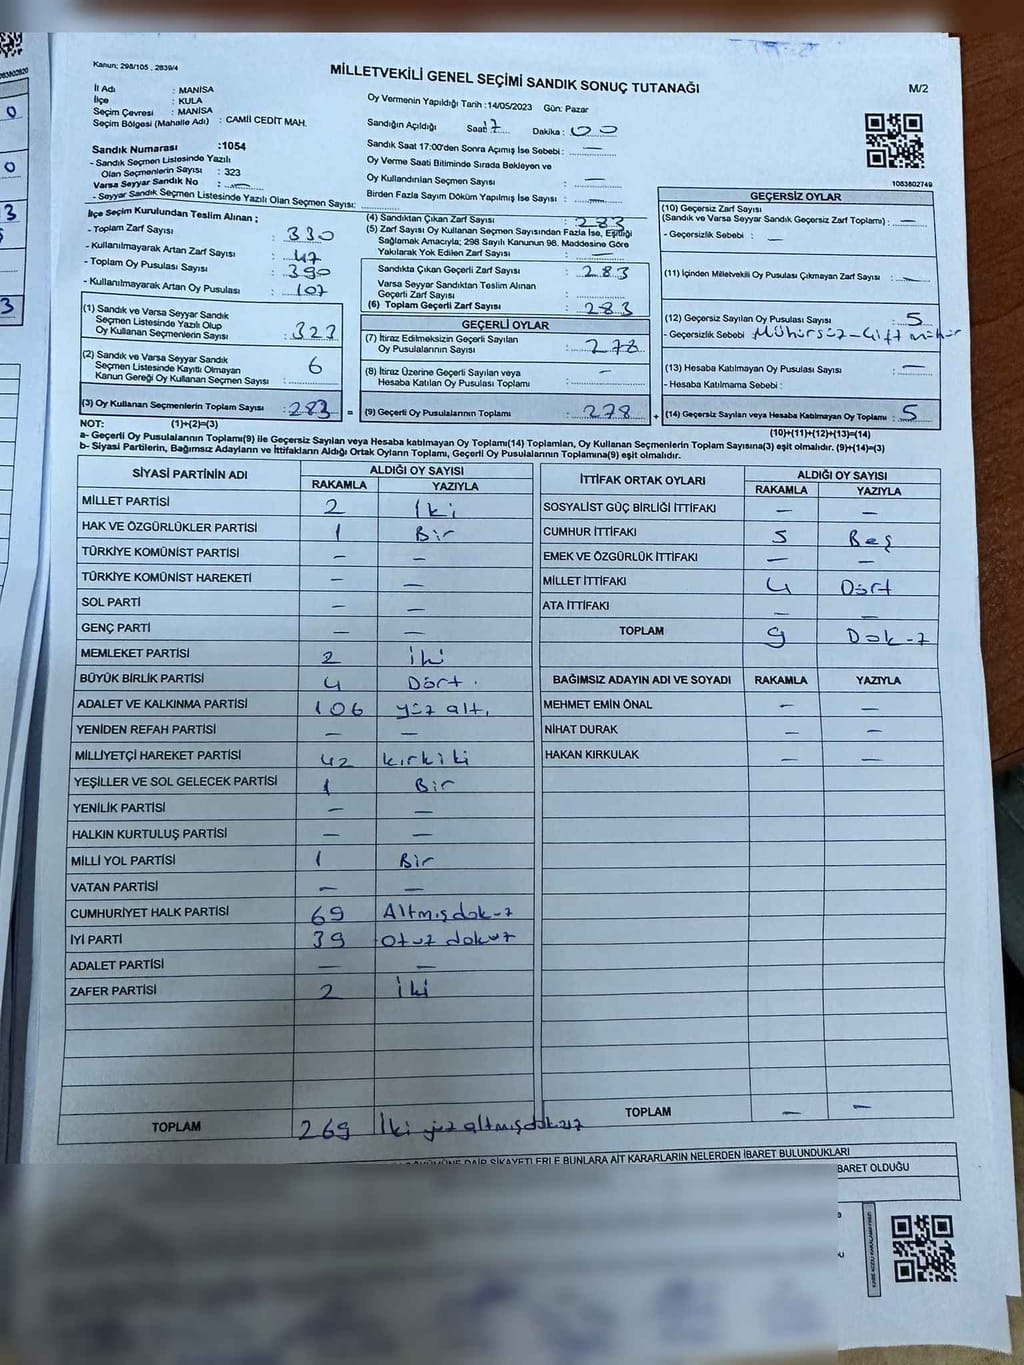 Kanun; 298/105 , 2839/4
MİLLETVEKİLİ GENEL SEÇİMİ SANDIK SONUÇ TUTANAĞI
M/2
İl Adı : MANİSA
İlçe : KULA
Seçim Çevresi : MANİSA
Seçim Bölgesi (Mahalle Adı) : CAMİİ CEDİT MAH.
Oy Vermenin Yapıldığı Tarih :14/05/2023 Gün: Pazar
Sandığın Açıldığı Saat 17 Dakika : 00
Sandık Saat 17:00'den Sonra Açımış İse Sebebi : —
Oy Verme Saati Bitiminde Sırada Bekleyen ve
Oy Kullandırılan Seçmen Sayısı : —
Birden Fazla Sayım Döküm Yapılmış İse Sayısı : —
Sandık Numarası :1054
- Sandık Seçmen Listesinde Yazılı
Olan Seçmenlerin Sayısı : 323
Varsa Seyyar Sandık No : —
- Seyyar Sandık Seçmen Listesinde Yazılı Olan Seçmen Sayısı:
1083802749
İlçe Seçim Kurulundan Teslim Alınan ;
- Toplam Zarf Sayısı : 330
- Kullanılmayarak Artan Zarf Sayısı : 47
- Toplam Oy Pusulası Sayısı : 390
- Kullanılmayarak Artan Oy Pusulası : 107
(1) Sandık ve Varsa Seyyar Sandık
Seçmen Listesinde Yazılı Olup
Oy Kullanan Seçmenlerin Sayısı :
(2) Sandık ve Varsa Seyyar Sandık
Seçmen Listesinde Kayıtlı Olmayan
Kanun Gereği Oy Kullanan Seçmen Sayısı : 6
(3) Oy Kullanan Seçmenlerin Toplam Sayısı : 283 =
(4) Sandıktan Çıkan Zarf Sayısı : 283
(5) Zarf Sayısı Oy Kullanan Seçmen Sayısından Fazla İse, Eşitliği
Sağlamak Amacıyla; 298 Sayılı Kanunun 98. Maddesine Göre
Yakılarak Yok Edilen Zarf Sayısı : —
Sandıkta Çıkan Geçerli Zarf Sayısı : 283
Varsa Seyyar Sandıktan Teslim Alınan
Geçerli Zarf Sayısı :
(6) Toplam Geçerli Zarf Sayısı : 283
GEÇERLİ OYLAR
(7) İtiraz Edilmeksizin Geçerli Sayılan
Oy Pusulalarının Sayısı : 278
(8) İtiraz Üzerine Geçerli Sayılan veya
Hesaba Katılan Oy Pusulası Toplamı : —
(9) Geçerli Oy Pusulalarının Toplamı : 278 +
GEÇERSİZ OYLAR
(10) Geçersiz Zarf Sayısı
(Sandık ve Varsa Seyyar Sandık Geçersiz Zarf Toplamı) : —
- Geçersizlik Sebebi : —
(11) İçinden Milletvekili Oy Pusulası Çıkmayan Zarf Sayısı : —
(12) Geçersiz Sayılan Oy Pusulası Sayısı : 5
- Geçersizlik Sebebi : Mühürsüz-Çift mühür
(13) Hesaba Katılmayan Oy Pusulası Sayısı : —
- Hesaba Katılmama Sebebi :
(14) Geçersiz Sayılan veya Hesaba Katılmayan Oy Toplamı : 5
NOT: (1)+(2)=(3)
(10)+(11)+(12)+(13)=(14)
a- Geçerli Oy Pusulalarının Toplamı(9) ile Geçersiz Sayılan veya Hesaba katılmayan Oy Toplamı(14) Toplamları, Oy Kullanan Seçmenlerin Toplam Sayısına(3) eşit olmalıdır. (9)+(14)=(3)
b- Siyasi Partilerin, Bağımsız Adayların ve İttifakların Aldığı Ortak Oyların Toplamı, Geçerli Oy Pusulalarının Toplamına(9) eşit olmalıdır.
SİYASİ PARTİNİN ADI ALDIĞI OY SAYISI
RAKAMLA YAZIYLA
MİLLET PARTİSİ 2 İki
HAK VE ÖZGÜRLÜKLER PARTİSİ 1 Bir
TÜRKİYE KOMÜNİST PARTİSİ — —
TÜRKİYE KOMÜNİST HAREKETİ — —
SOL PARTİ — —
GENÇ PARTİ — —
MEMLEKET PARTİSİ 2 iki
BÜYÜK BİRLİK PARTİSİ 4 Dört.
ADALET VE KALKINMA PARTİSİ 106 yüz altı
YENİDEN REFAH PARTİSİ — —
MİLLİYETÇİ HAREKET PARTİSİ 42 kırkiki
YEŞİLLER VE SOL GELECEK PARTİSİ 1 Bir
YENİLİK PARTİSİ — —
HALKIN KURTULUŞ PARTİSİ — —
MİLLİ YOL PARTİSİ 1 Bir
VATAN PARTİSİ — —
CUMHURİYET HALK PARTİSİ 69 Altmışdokuz
İYİ PARTİ 39 otuz dokuz
ADALET PARTİSİ — —
ZAFER PARTİSİ 2 iki
TOPLAM 269 İki yüz altmışdokuz
İTTİFAK ORTAK OYLARI ALDIĞI OY SAYISI
RAKAMLA YAZIYLA
SOSYALİST GÜÇ BİRLİĞİ İTTİFAKI — —
CUMHUR İTTİFAKI 5 Beş
EMEK VE ÖZGÜRLÜK İTTİFAKI — —
MİLLET İTTİFAKI 4 Dört
ATA İTTİFAKI — —
TOPLAM 9 Dokuz
BAĞIMSIZ ADAYIN ADI VE SOYADI RAKAMLA YAZIYLA
MEHMET EMİN ÖNAL — —
NİHAT DURAK — —
HAKAN KIRKULAK — —
TOPLAM — —
DAİR ŞİKAYETLERLE BUNLARA AİT KARARLARIN NELERDEN İBARET BULUNDUKLARI
BARET OLDUĞU